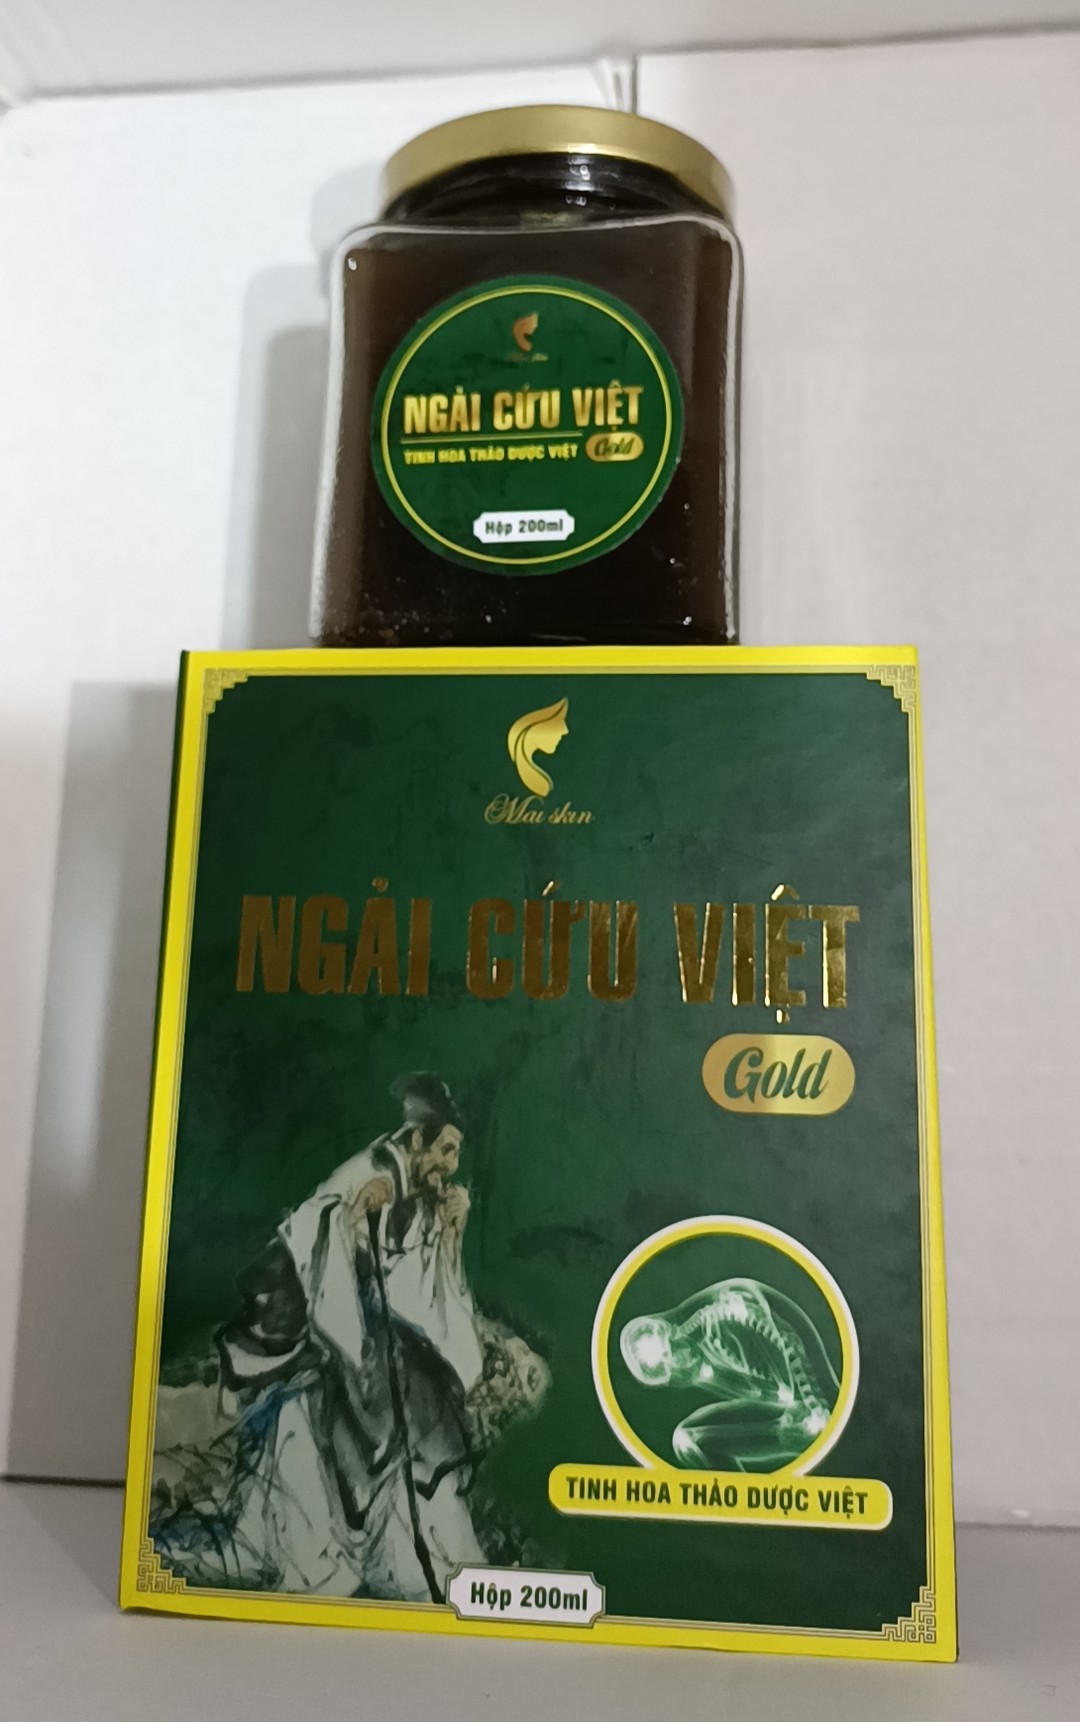 NGẢI CỨU VIỆT
TINH HOA THẢO DƯỢC VIỆT Gold
Hộp 200ml
Mai skin
NGẢI CỨU VIỆT
Gold
TINH HOA THẢO DƯỢC VIỆT
Hộp 200ml